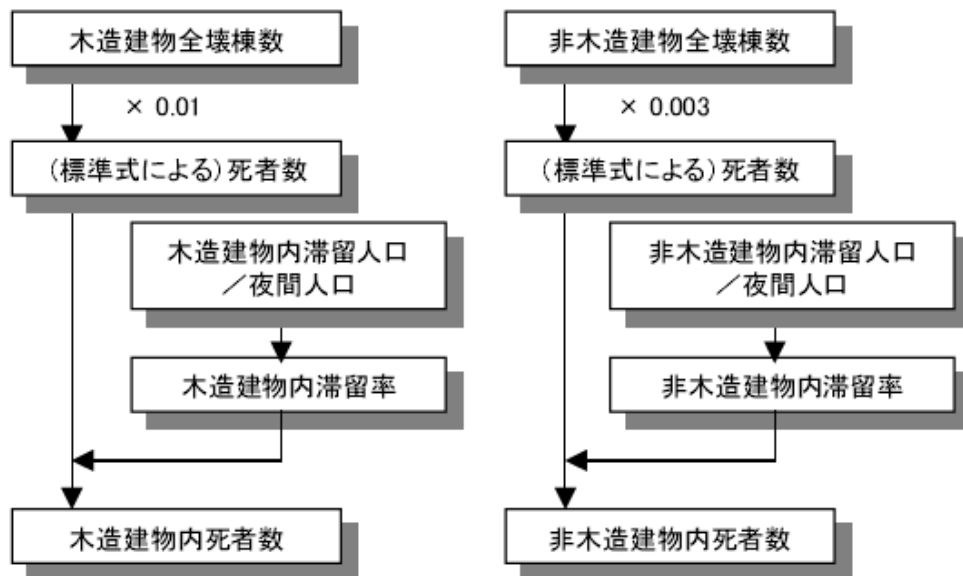 木造建物全壊棟数
× 0.01
(標準式による)死者数
木造建物内滞留人口
／夜間人口
木造建物内滞留率
木造建物内死者数
非木造建物全壊棟数
× 0.003
(標準式による)死者数
非木造建物内滞留人口
／夜間人口
非木造建物内滞留率
非木造建物内死者数